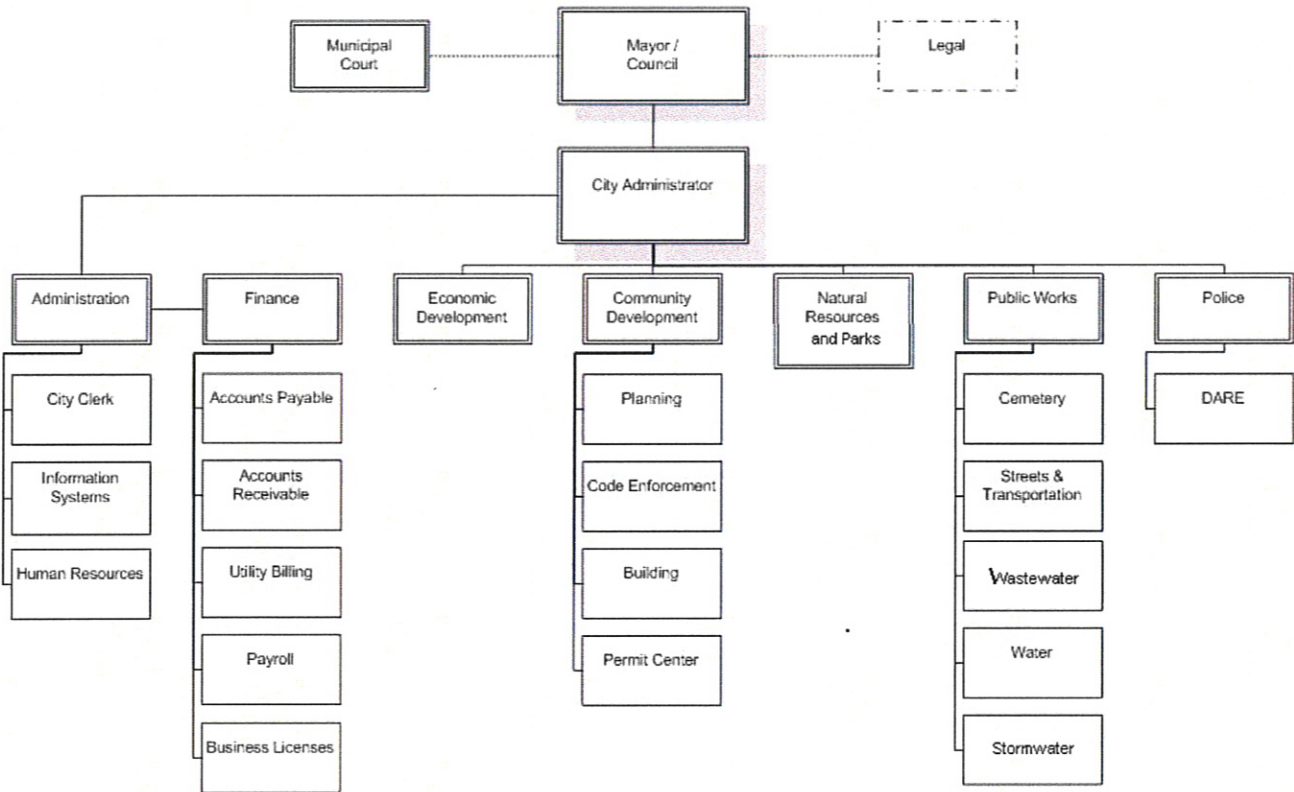 Municipal
Court
Mayor /
Council
Legal
City Administrator
Administration
Finance
Economic
Development
Community
Development
Natural
Resources
and Parks
Public Works
Police
City Clerk
Information
Systems
Human Resources
Accounts Payable
Accounts
Receivable
Utility Billing
Payroll
Business Licenses
Planning
Code Enforcement
Building
Permit Center
Cemetery
Streets &
Transportation
Wastewater
Water
Stormwater
DARE